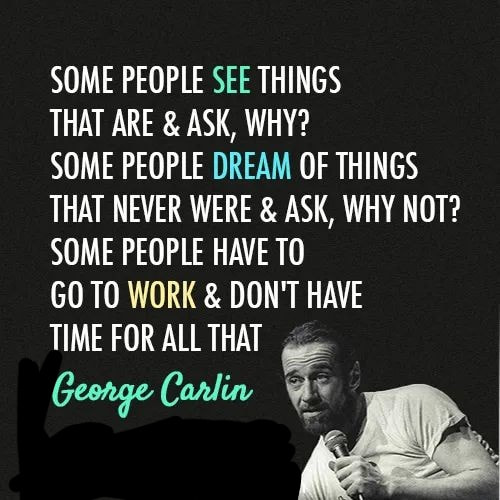 SOME PEOPLE SEE THINGS
THAT ARE & ASK, WHY?
SOME PEOPLE DREAM OF THINGS
THAT NEVER WERE & ASK, WHY NOT?
SOME PEOPLE HAVE TO
GO TO WORK & DON'T HAVE
TIME FOR ALL THAT
George Carlin